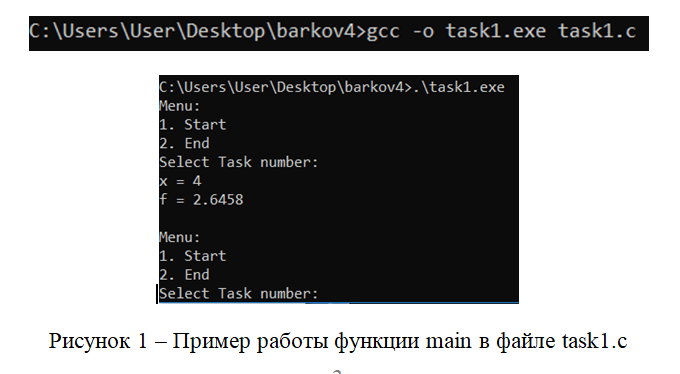 C:\Users\User\Desktop\barkov4>gcc -o task1.exe task1.c
C:\Users\User\Desktop\barkov4>.\task1.exe
Menu:
1. Start
2. End
Select Task number:
x = 4
f = 2.6458
Menu:
1. Start
2. End
Select Task number:
Рисунок 1 – Пример работы функции main в файле task1.c